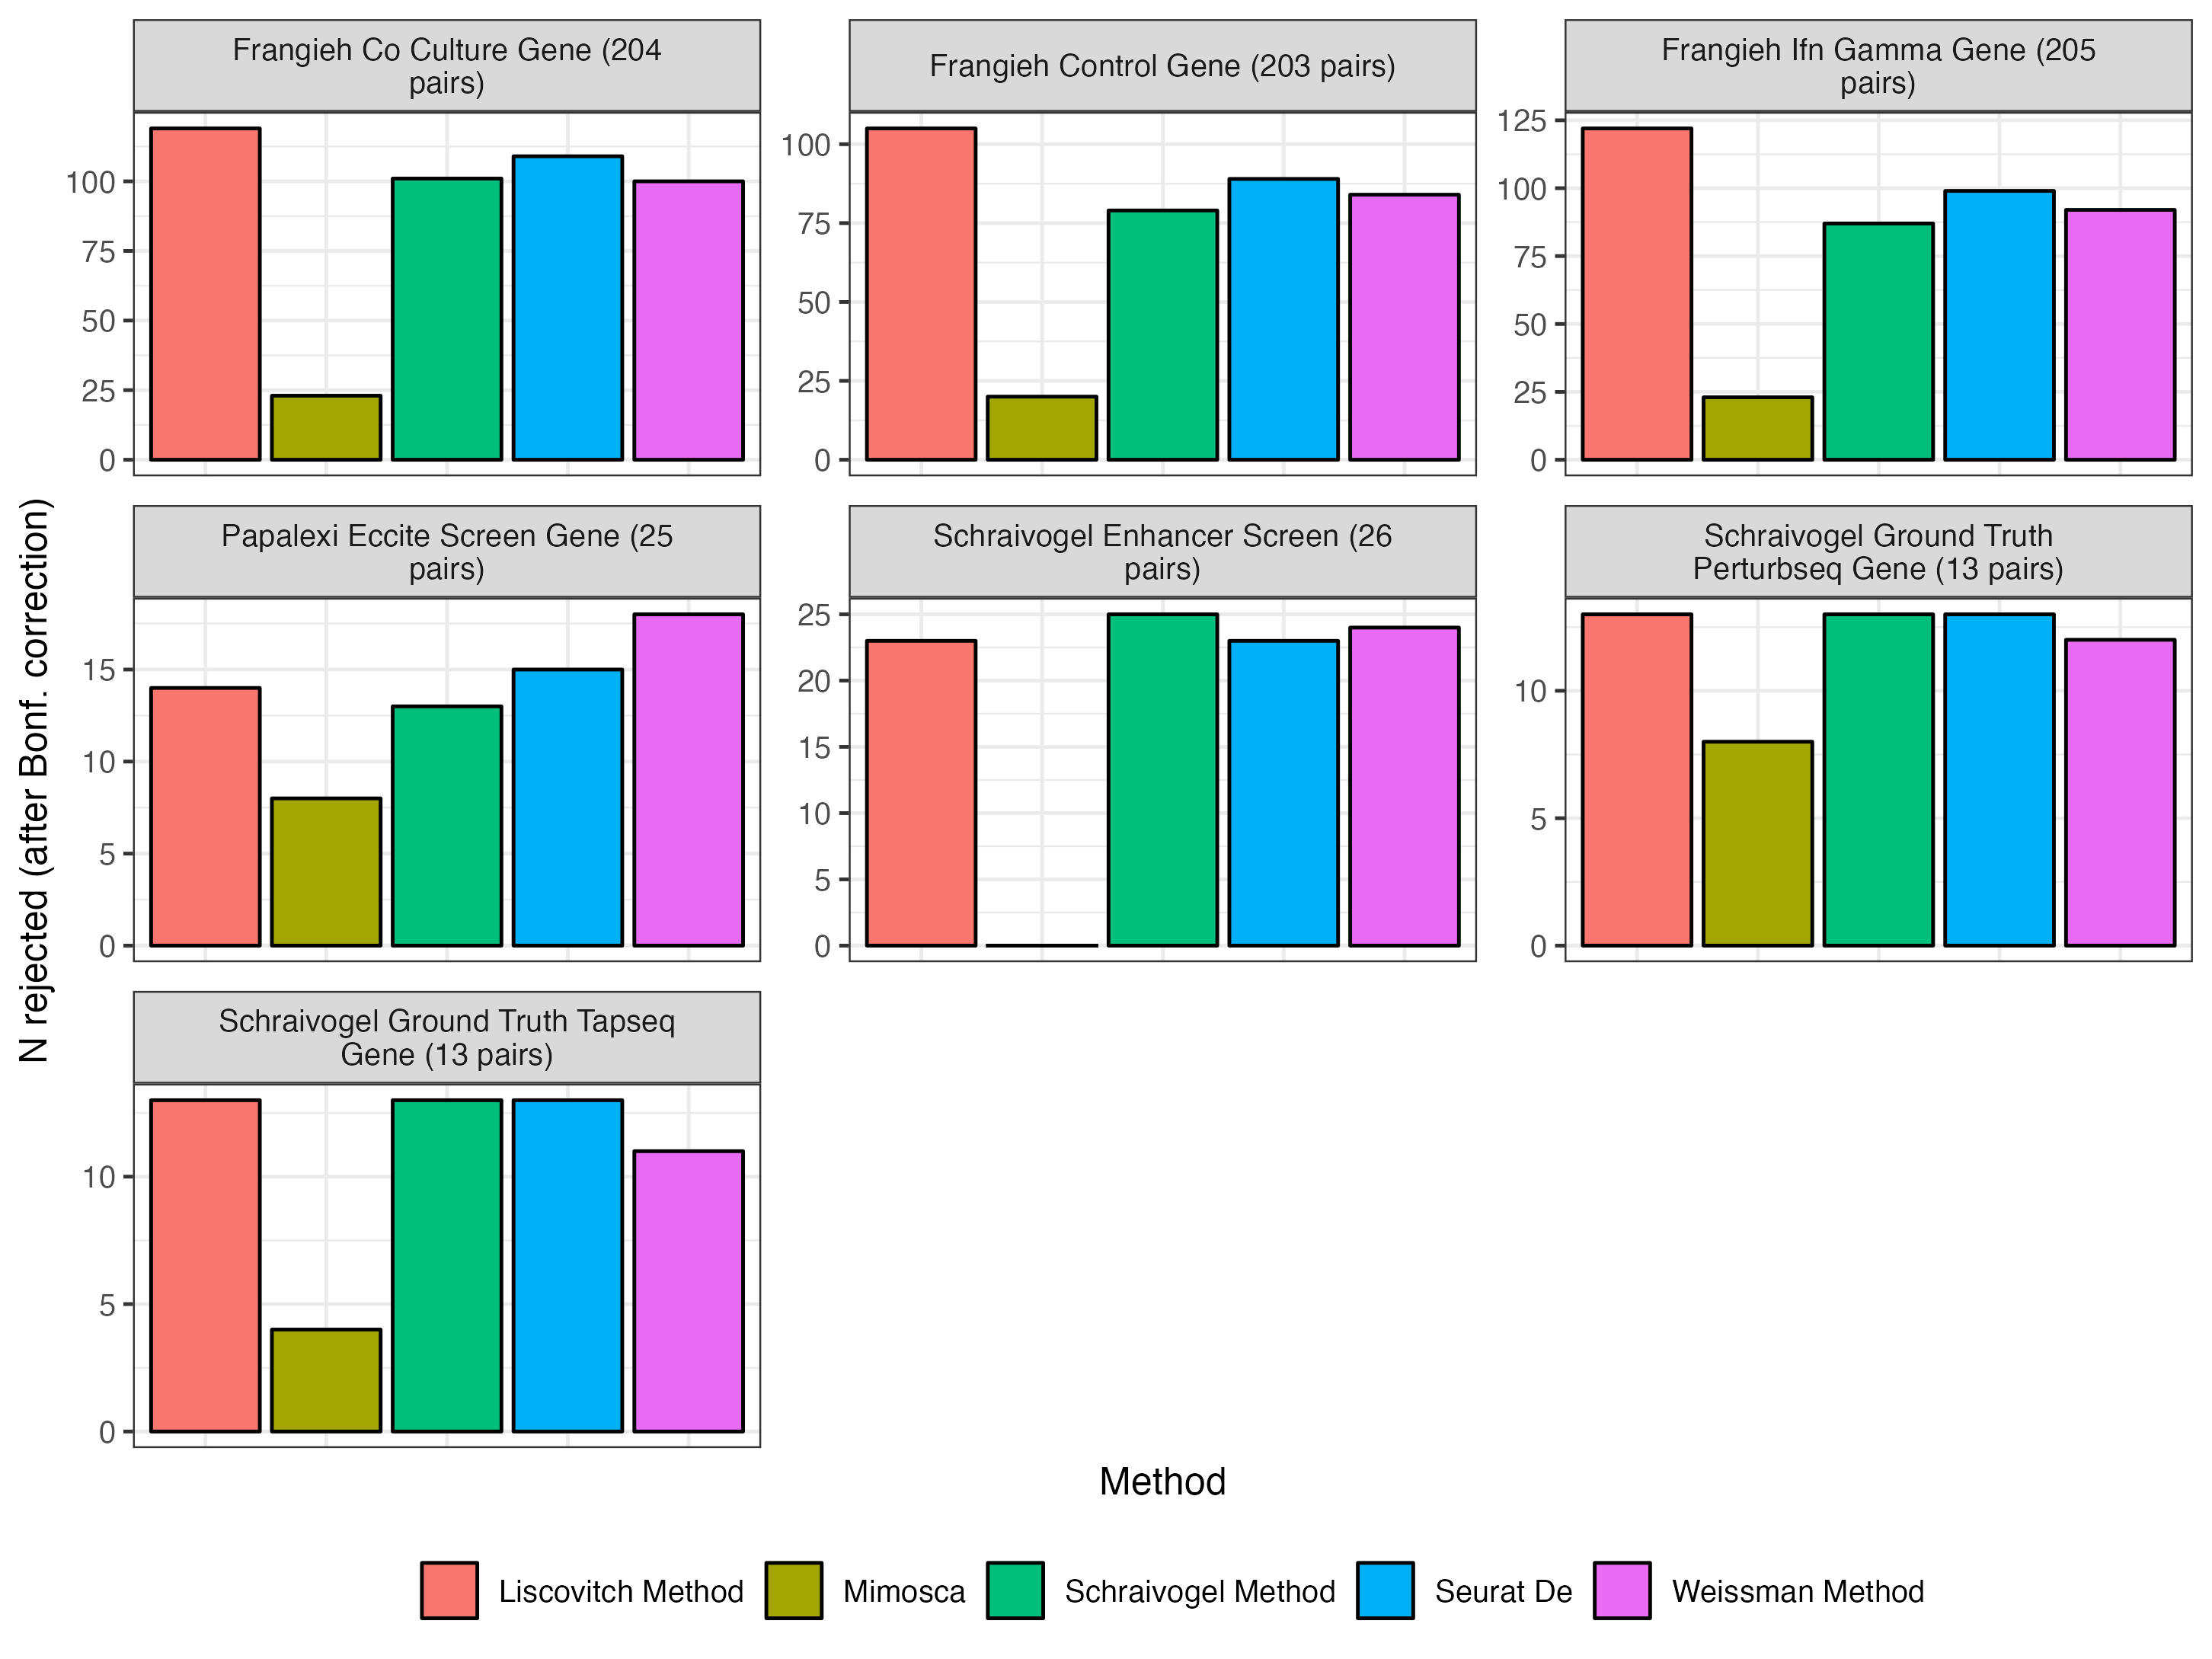 Frangieh Co Culture Gene (204
pairs)
Frangieh Control Gene (203 pairs)
Frangieh Ifn Gamma Gene (205
pairs)
100
75
50
25
0
100
75
50
25
0
125
100
75
50
25
0
Papalexi Eccite Screen Gene (25
pairs)
Schraivogel Enhancer Screen (26
pairs)
Schraivogel Ground Truth
Perturbseq Gene (13 pairs)
15
10
5
0
25
20
15
10
5
0
10
5
0
Schraivogel Ground Truth Tapseq
Gene (13 pairs)
10
5
0
N rejected (after Bonf. correction)
Method
Liscovitch Method
Mimosca
Schraivogel Method
Seurat De
Weissman Method